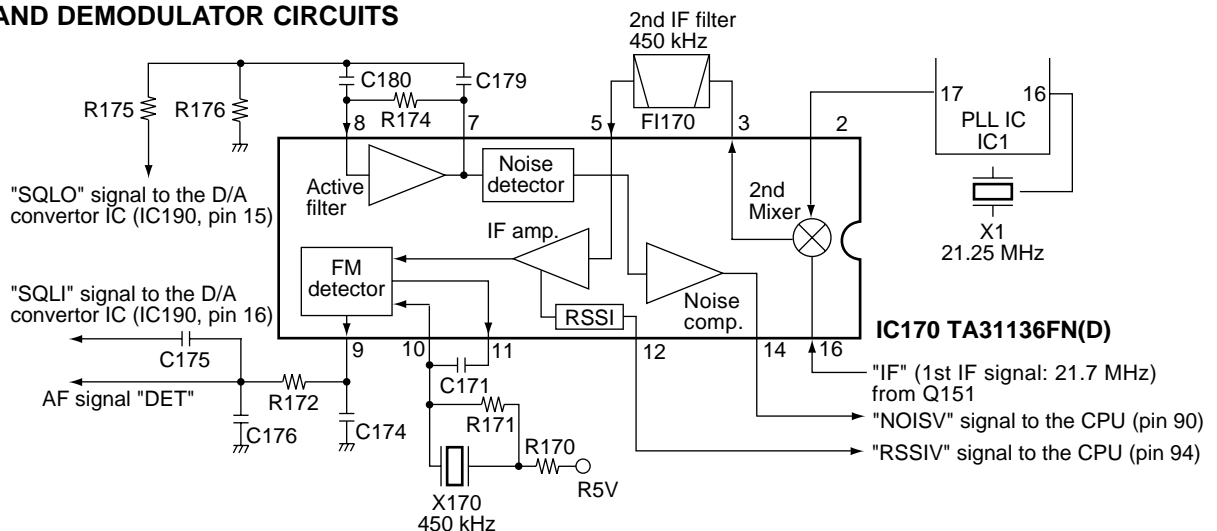 AND DEMODULATOR CIRCUITS
2nd IF filter
450 kHz
C180
C179
R175
R176
R174
FI170
17
16
PLL IC
IC1
8
7
5
3
2
"SQLO" signal to the D/A
convertor IC (IC190, pin 15)
Active
filter
Noise
detector
2nd
Mixer
X1
21.25 MHz
IF amp.
FM
detector
"SQLI" signal to the D/A
convertor IC (IC190, pin 16)
RSSI
Noise
comp.
IC170 TA31136FN(D)
9
10
11
12
14
16
C175
C171
"IF" (1st IF signal: 21.7 MHz)
from Q151
AF signal "DET"
R172
R171
"NOISV" signal to the CPU (pin 90)
C176
C174
R170
"RSSIV" signal to the CPU (pin 94)
R5V
X170
450 kHz